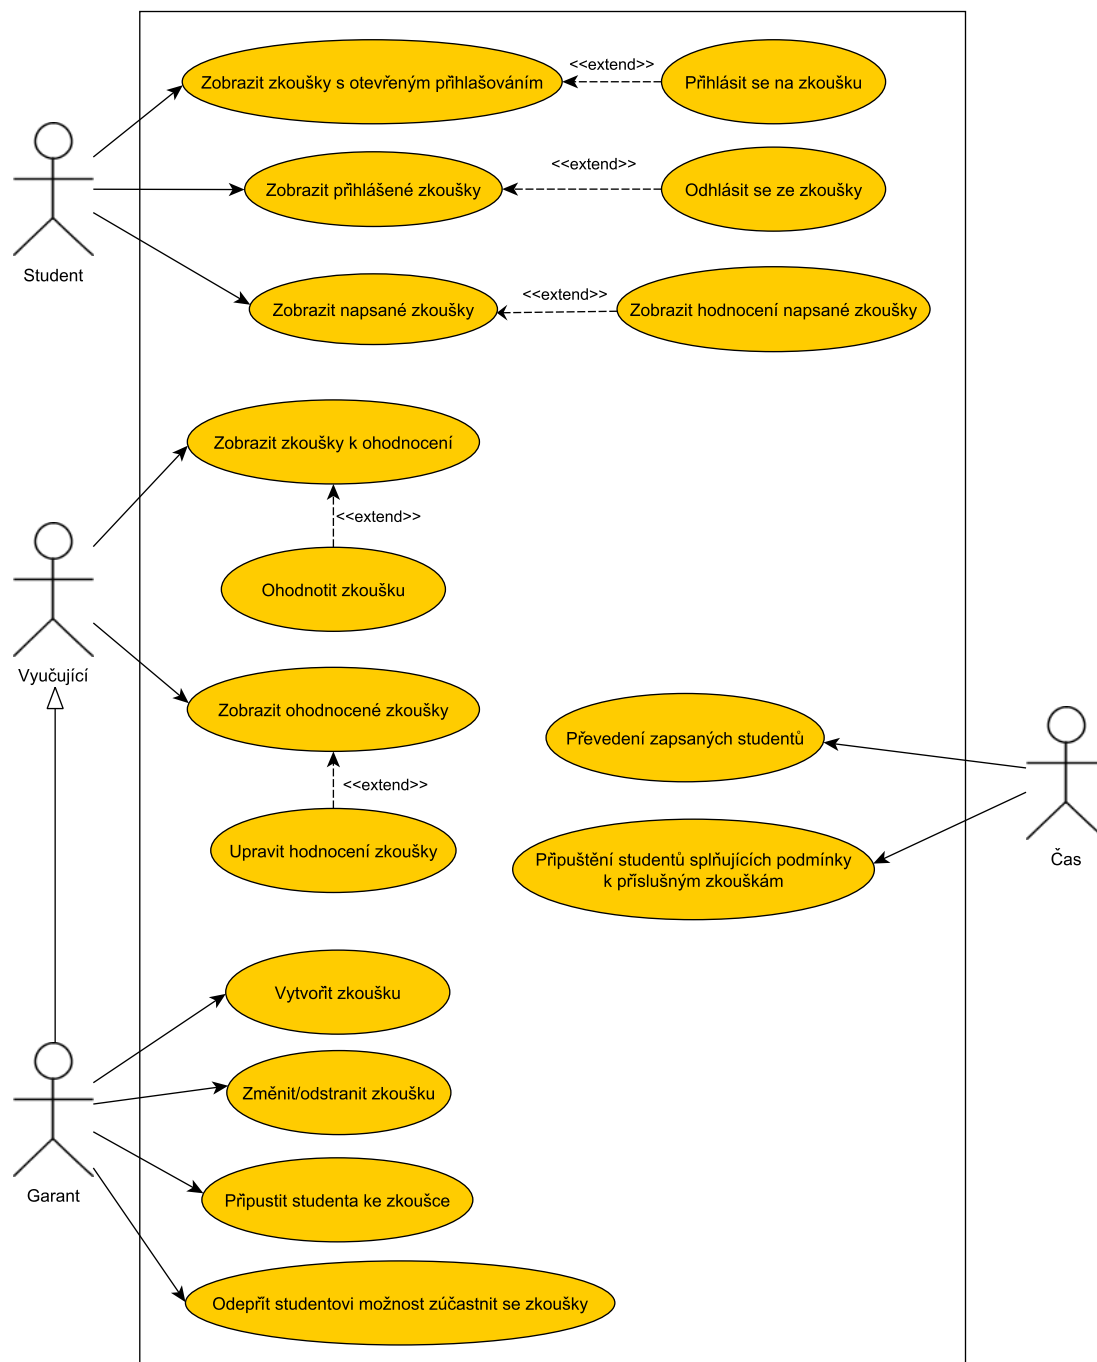 Zobrazit zkoušky s otevřeným přihlašováním
<<extend>>
Přihlásit se na zkoušku
Zobrazit přihlášené zkoušky
<<extend>>
Odhlásit se ze zkoušky
Student
Zobrazit napsané zkoušky
<<extend>>
Zobrazit hodnocení napsané zkoušky
Zobrazit zkoušky k ohodnocení
<<extend>>
Ohodnotit zkoušku
Vyučující
Zobrazit ohodnocené zkoušky
<<extend>>
Upravit hodnocení zkoušky
Převedení zapsaných studentů
Připuštění studentů splňujících podmínky
k příslušným zkouškám
Čas
Vytvořit zkoušku
Změnit/odstranit zkoušku
Připustit studenta ke zkoušce
Garant
Odepřít studentovi možnost zúčastnit se zkoušky